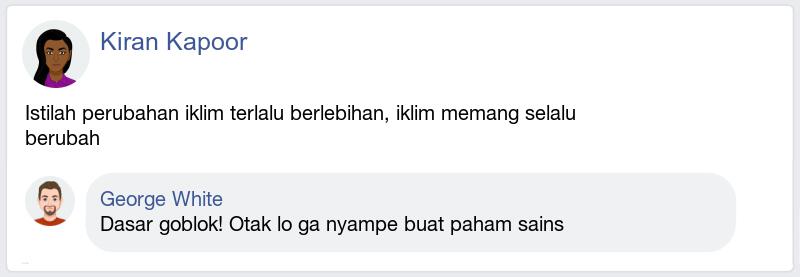 Kiran Kapoor
Istilah perubahan iklim terlalu berlebihan, iklim memang selalu
berubah
George White
Dasar goblok! Otak lo ga nyampe buat paham sains